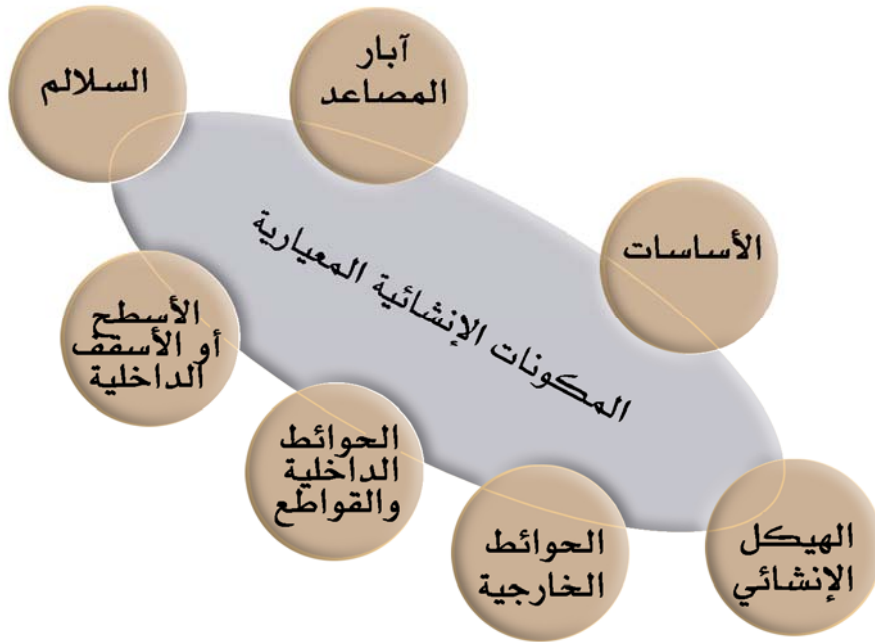 السلالم
آبار
المصاعد
الأساسات
المكونات الإنشائية المعيارية
الأسطح
أو الأسقف
الداخلية
الحوائط
الداخلية
والقواطع
الحوائط
الخارجية
الهيكل
الإنشائي